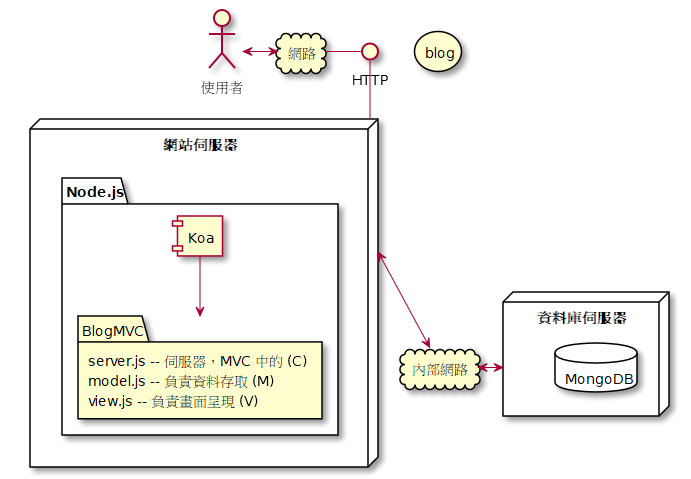 使用者
網路
HTTP
blog
網站伺服器
Node.js
Koa
BlogMVC
server.js -- 伺服器，MVC 中的 (C)
model.js -- 負責資料存取 (M)
view.js -- 負責畫面呈現 (V)
內部網路
資料庫伺服器
MongoDB